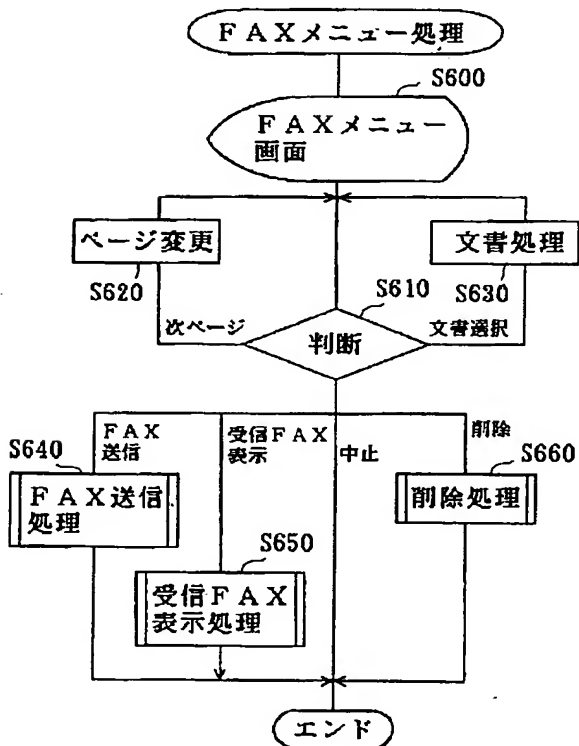 FAXメニュー処理
S600
FAXメニュー
画面
ページ変更
文書処理
S620
S630
S610
次ページ
文書選択
判断
FAX
送信
受信FAX
表示
中止
削除
S640
S660
FAX送信
処理
削除処理
S650
受信FAX
表示処理
エンド